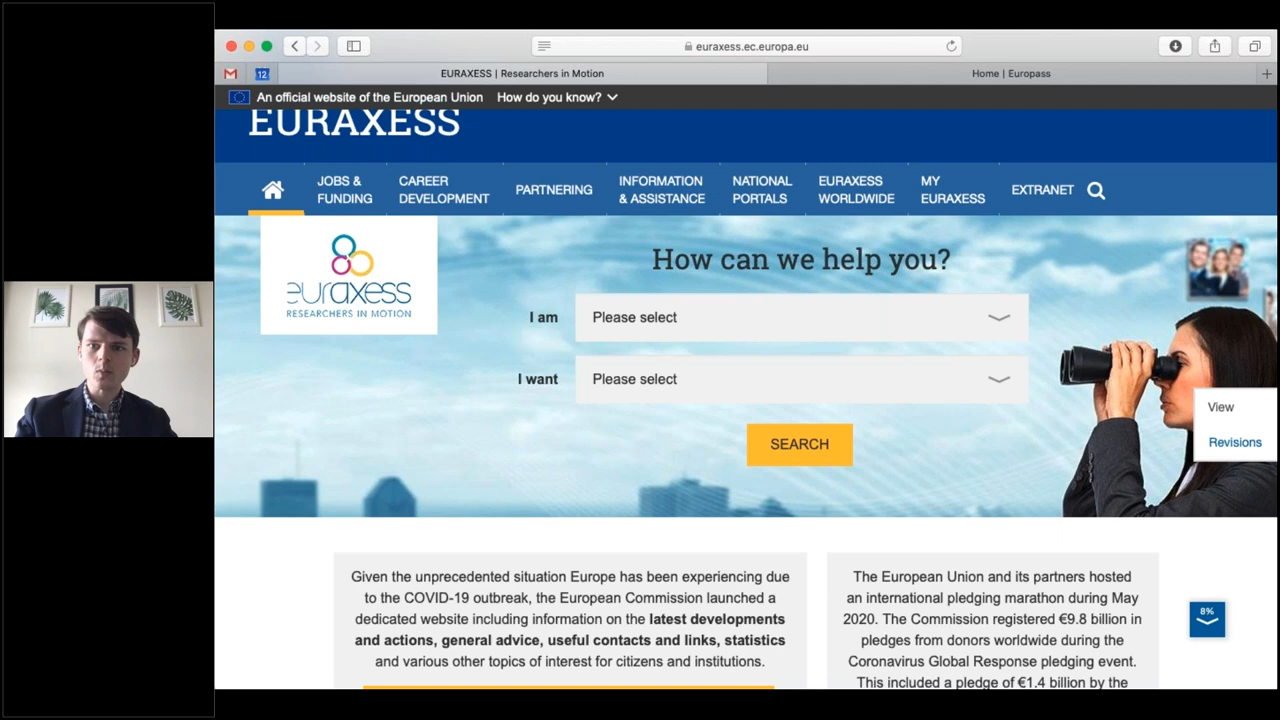 euraxess.ec.europa.eu
12
EURAXESS | Researchers in Motion
Home | Europass
An official website of the European Union How do you know?
EURAXESS
JOBS &
FUNDING
CAREER
DEVELOPMENT
PARTNERING
INFORMATION
& ASSISTANCE
NATIONAL
PORTALS
EURAXESS
WORLDWIDE
MY
EURAXESS
EXTRANET
euraxess
RESEARCHERS IN MOTION
How can we help you?
I am
Please select
I want
Please select
SEARCH
View
Revisions
Given the unprecedented situation Europe has been experiencing due
to the COVID-19 outbreak, the European Commission launched a
dedicated website including information on the latest developments
and actions, general advice, useful contacts and links, statistics
and various other topics of interest for citizens and institutions.
The European Union and its partners hosted
an international pledging marathon during May
2020. The Commission registered €9.8 billion in
pledges from donors worldwide during the
Coronavirus Global Response pledging event.
This included a pledge of €1.4 billion by the
8%